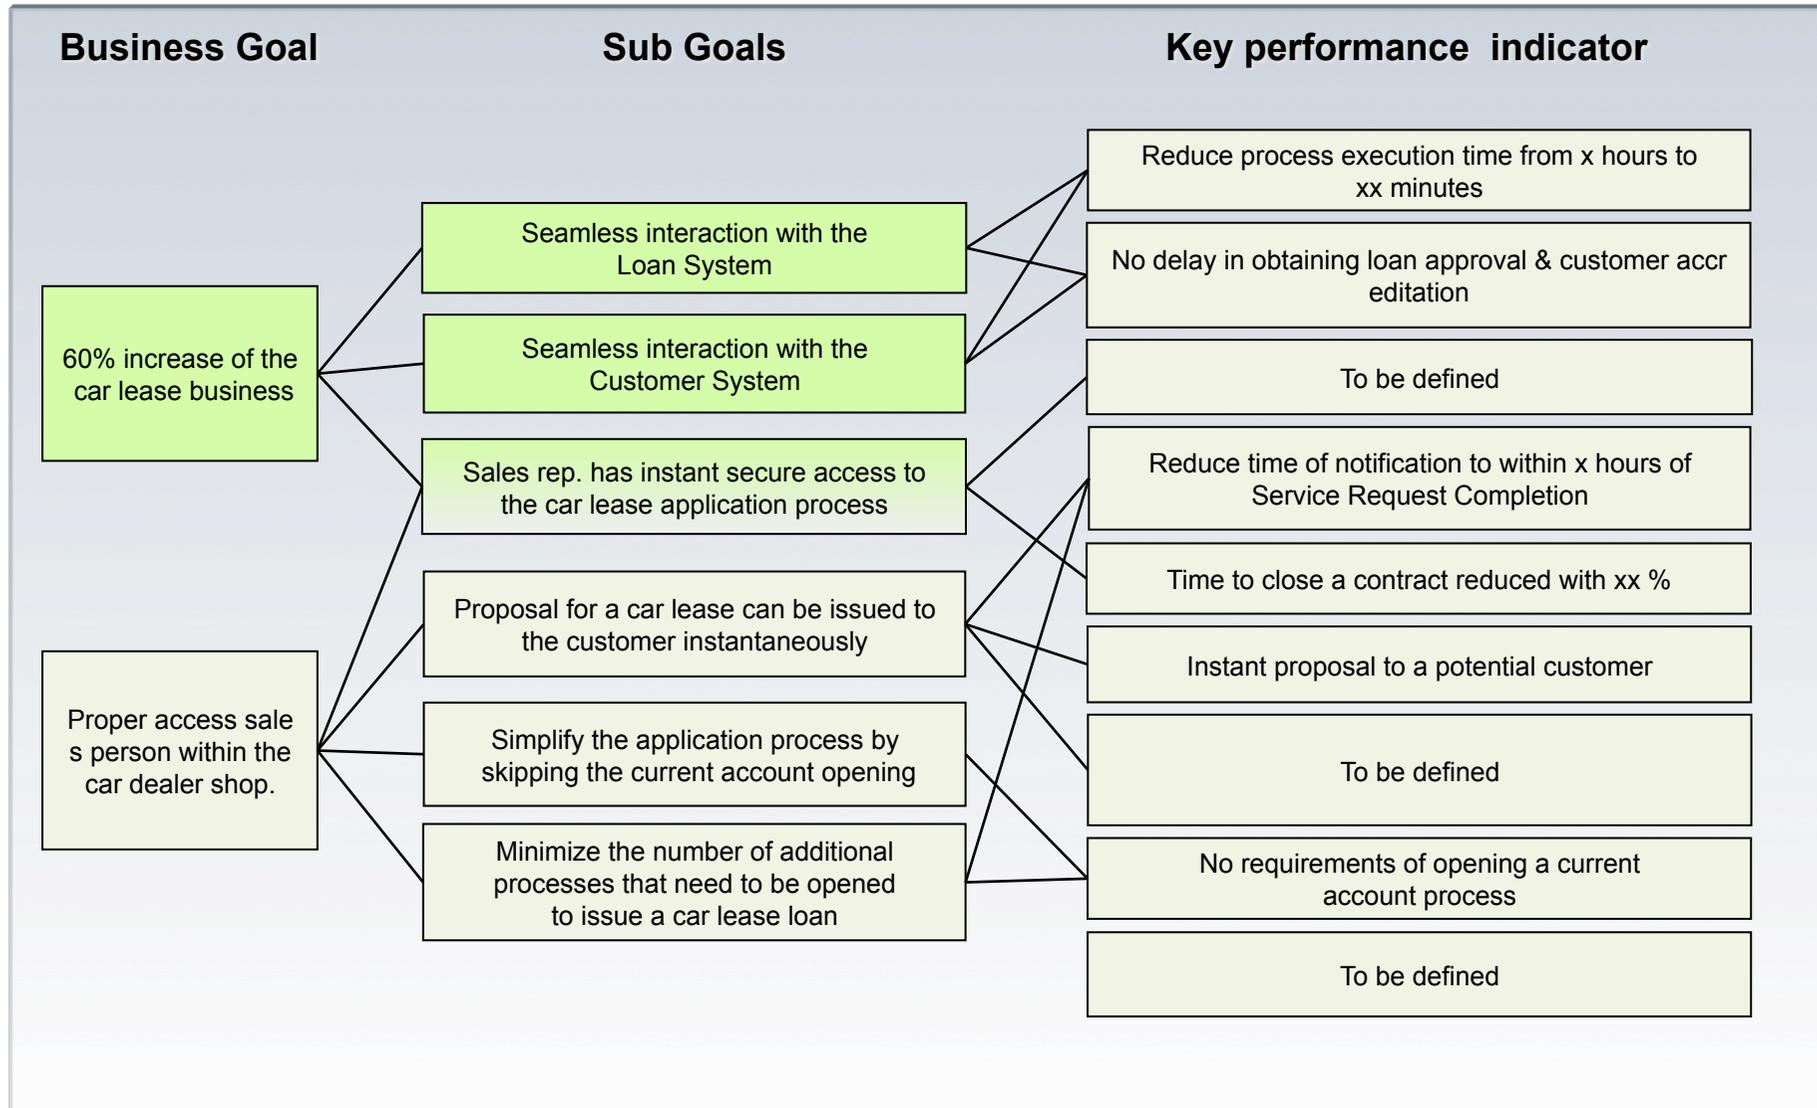 Business Goal
Sub Goals
Key performance  indicator
60% increase of the
car lease business
Proper access sale
s person within the
car dealer shop.
Seamless interaction with the
Loan System
Seamless interaction with the
Customer System
Sales rep. has instant secure access to
the car lease application process
Proposal for a car lease can be issued to
the customer instantaneously
Simplify the application process by
skipping the current account opening
Minimize the number of additional
processes that need to be opened
to issue a car lease loan
Reduce process execution time from x hours to
xx minutes
No delay in obtaining loan approval & customer accr
editation
To be defined
Reduce time of notification to within x hours of
Service Request Completion
Time to close a contract reduced with xx %
Instant proposal to a potential customer
To be defined
No requirements of opening a current
account process
To be defined